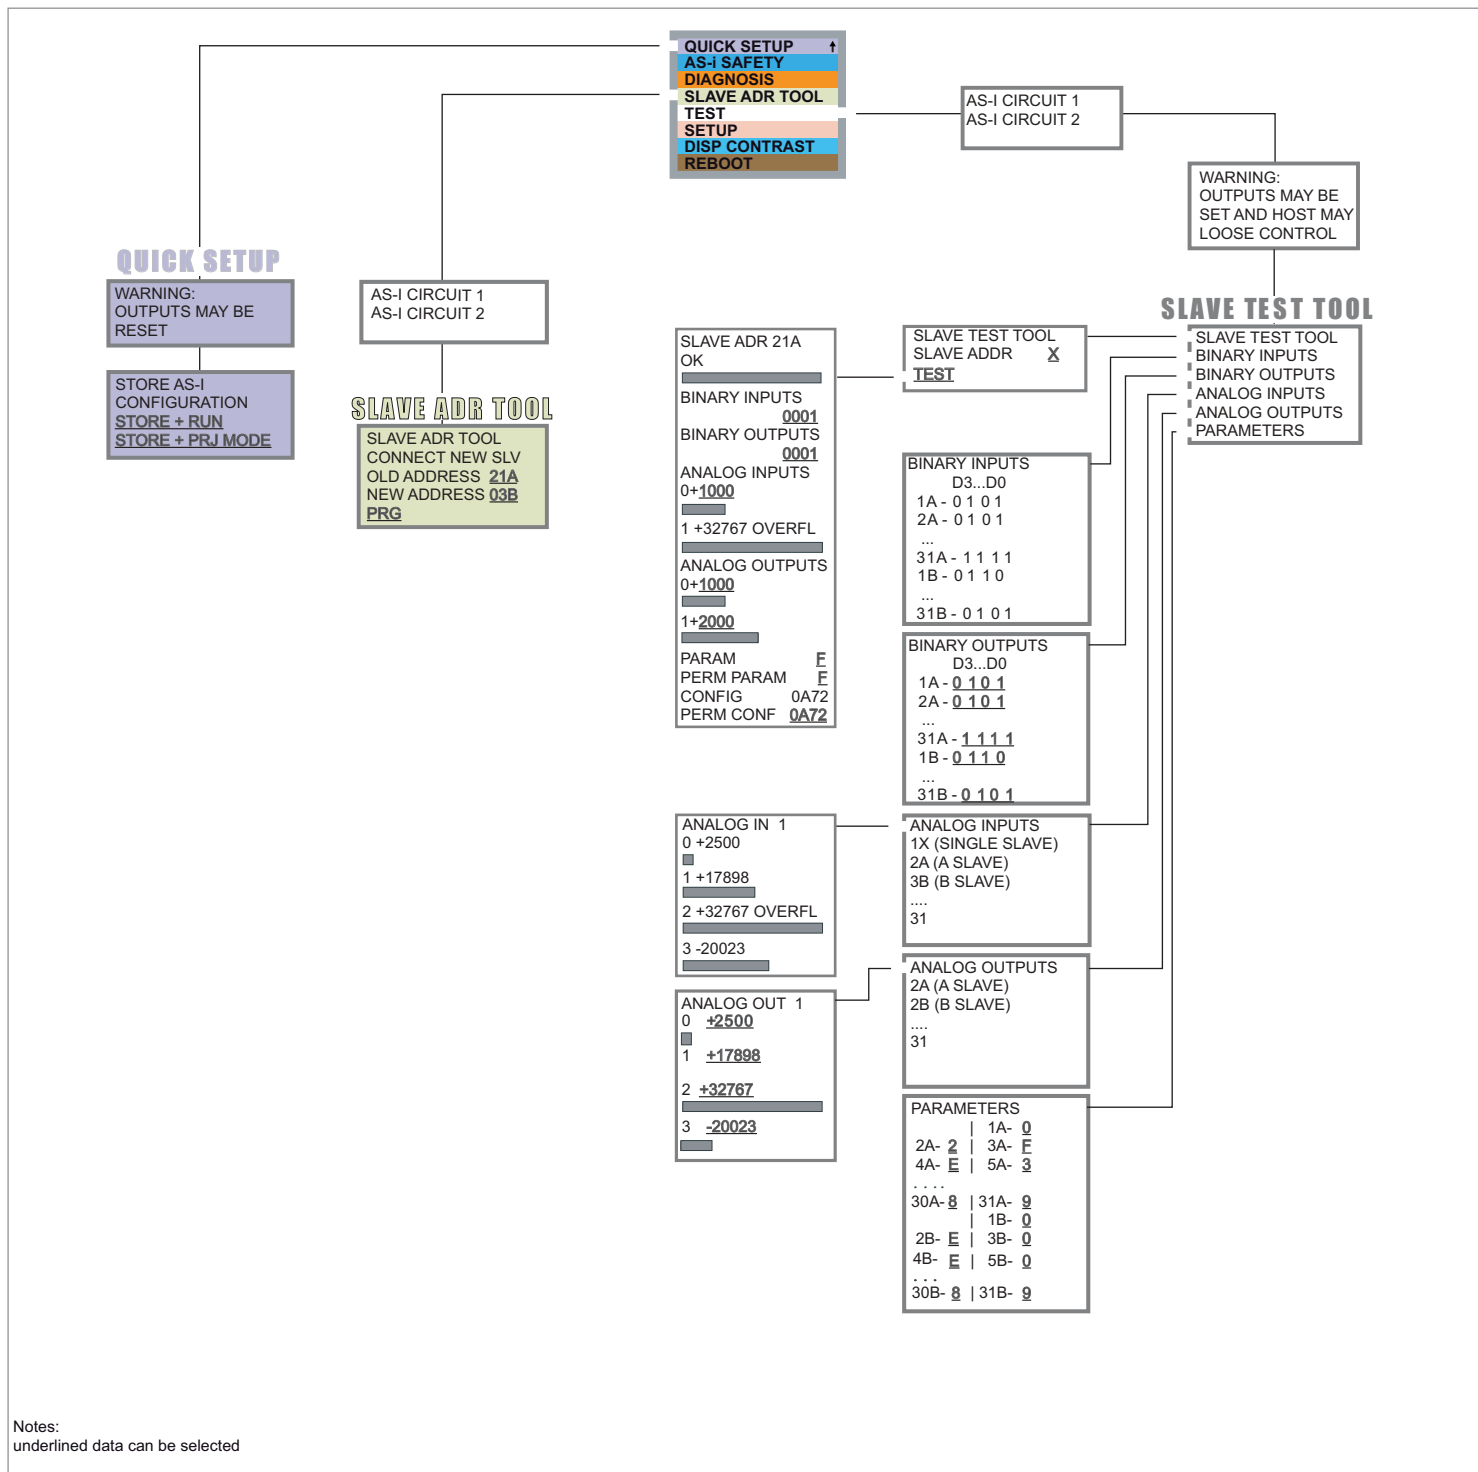 QUICK SETUP ↑
AS-i SAFETY
DIAGNOSIS
SLAVE ADR TOOL
TEST
SETUP
DISP CONTRAST
REBOOT
AS-I CIRCUIT 1
AS-I CIRCUIT 2
WARNING:
OUTPUTS MAY BE
SET AND HOST MAY
LOOSE CONTROL
QUICK SETUP
WARNING:
OUTPUTS MAY BE
RESET
STORE AS-I
CONFIGURATION
STORE + RUN
STORE + PRJ MODE
AS-I CIRCUIT 1
AS-I CIRCUIT 2
SLAVE ADR TOOL
SLAVE ADR TOOL
CONNECT NEW SLV
OLD ADDRESS 21A
NEW ADDRESS 03B
PRG
SLAVE TEST TOOL
SLAVE TEST TOOL
BINARY INPUTS
BINARY OUTPUTS
ANALOG INPUTS
ANALOG OUTPUTS
PARAMETERS
SLAVE TEST TOOL
SLAVE ADDR X
TEST
SLAVE ADR 21A
OK
BINARY INPUTS
0001
BINARY OUTPUTS
0001
ANALOG INPUTS
0+1000
1 +32767 OVERFL
ANALOG OUTPUTS
0+1000
1+2000
PARAM F
PERM PARAM F
CONFIG 0A72
PERM CONF 0A72
BINARY INPUTS
D3...D0
1A - 0 1 0 1
2A - 0 1 0 1
...
31A - 1 1 1 1
1B - 0 1 1 0
...
31B - 0 1 0 1
BINARY OUTPUTS
D3...D0
1A - 0 1 0 1
2A - 0 1 0 1
...
31A - 1 1 1 1
1B - 0 1 1 0
...
31B - 0 1 0 1
ANALOG IN 1
0 +2500
1 +17898
2 +32767 OVERFL
3 -20023
ANALOG INPUTS
1X (SINGLE SLAVE)
2A (A SLAVE)
3B (B SLAVE)
....
31
ANALOG OUT 1
0 +2500
1 +17898
2 +32767
3 -20023
ANALOG OUTPUTS
2A (A SLAVE)
2B (B SLAVE)
....
31
PARAMETERS
| 1A- 0
2A- 2 | 3A- F
4A- E | 5A- 3
. . . .
30A- 8 | 31A- 9
| 1B- 0
2B- E | 3B- 0
4B- E | 5B- 0
. . .
30B- 8 | 31B- 9
Notes:
underlined data can be selected